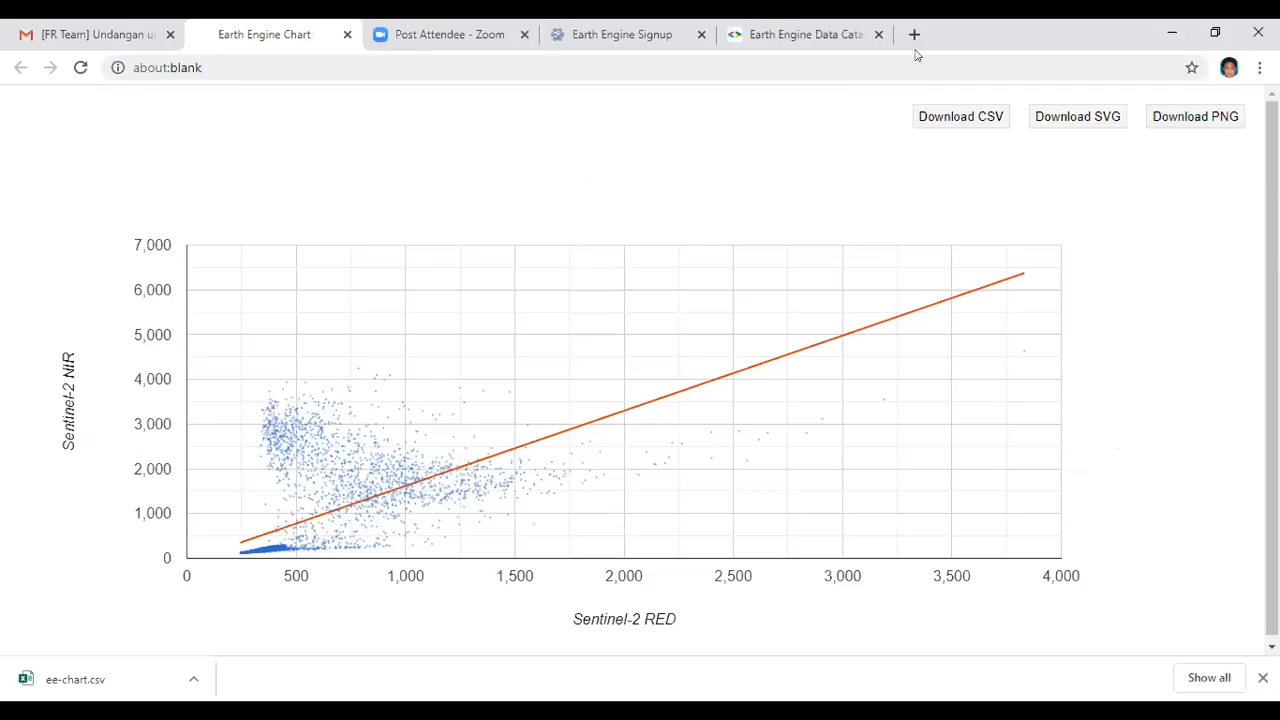 [FR Team] Undangan u
Earth Engine Chart
Post Attendee - Zoom
Earth Engine Signup
Earth Engine Data Cata
about:blank
Download CSV
Download SVG
Download PNG
7,000
6,000
5,000
4,000
3,000
2,000
1,000
0
Sentinel-2 NIR
0
500
1,000
1,500
2,000
2,500
3,000
3,500
4,000
Sentinel-2 RED
ee-chart.csv
Show all